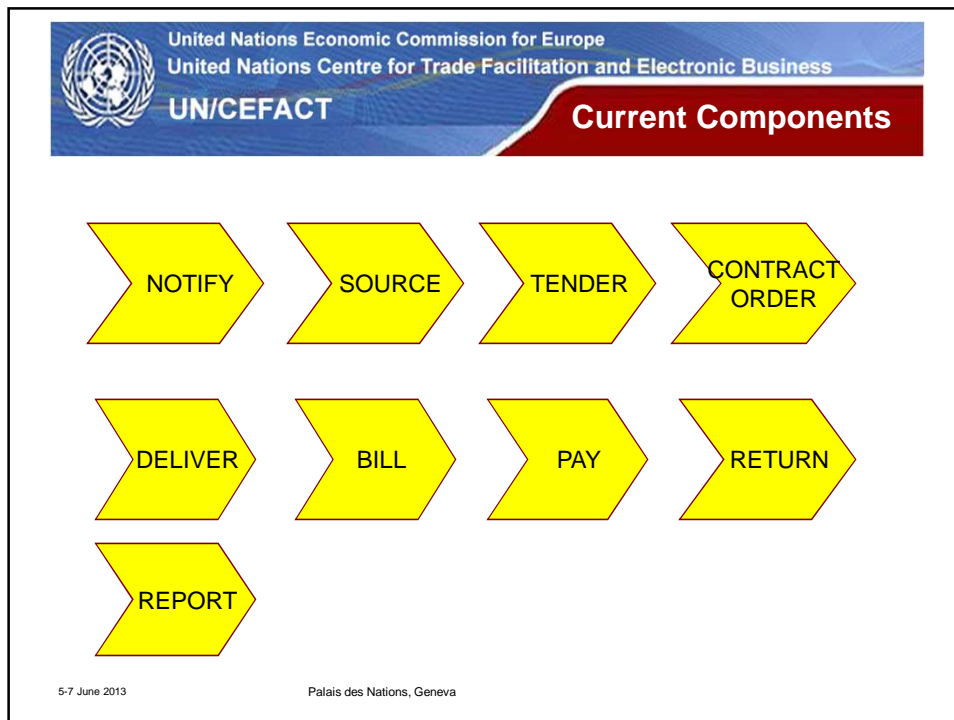 United Nations Economic Commission for Europe
United Nations Centre for Trade Facilitation and Electronic Business
UN/CEFACT
Current Components
NOTIFY
SOURCE
TENDER
CONTRACT
ORDER
DELIVER
BILL
PAY
RETURN
REPORT
5-7 June 2013
Palais des Nations, Geneva